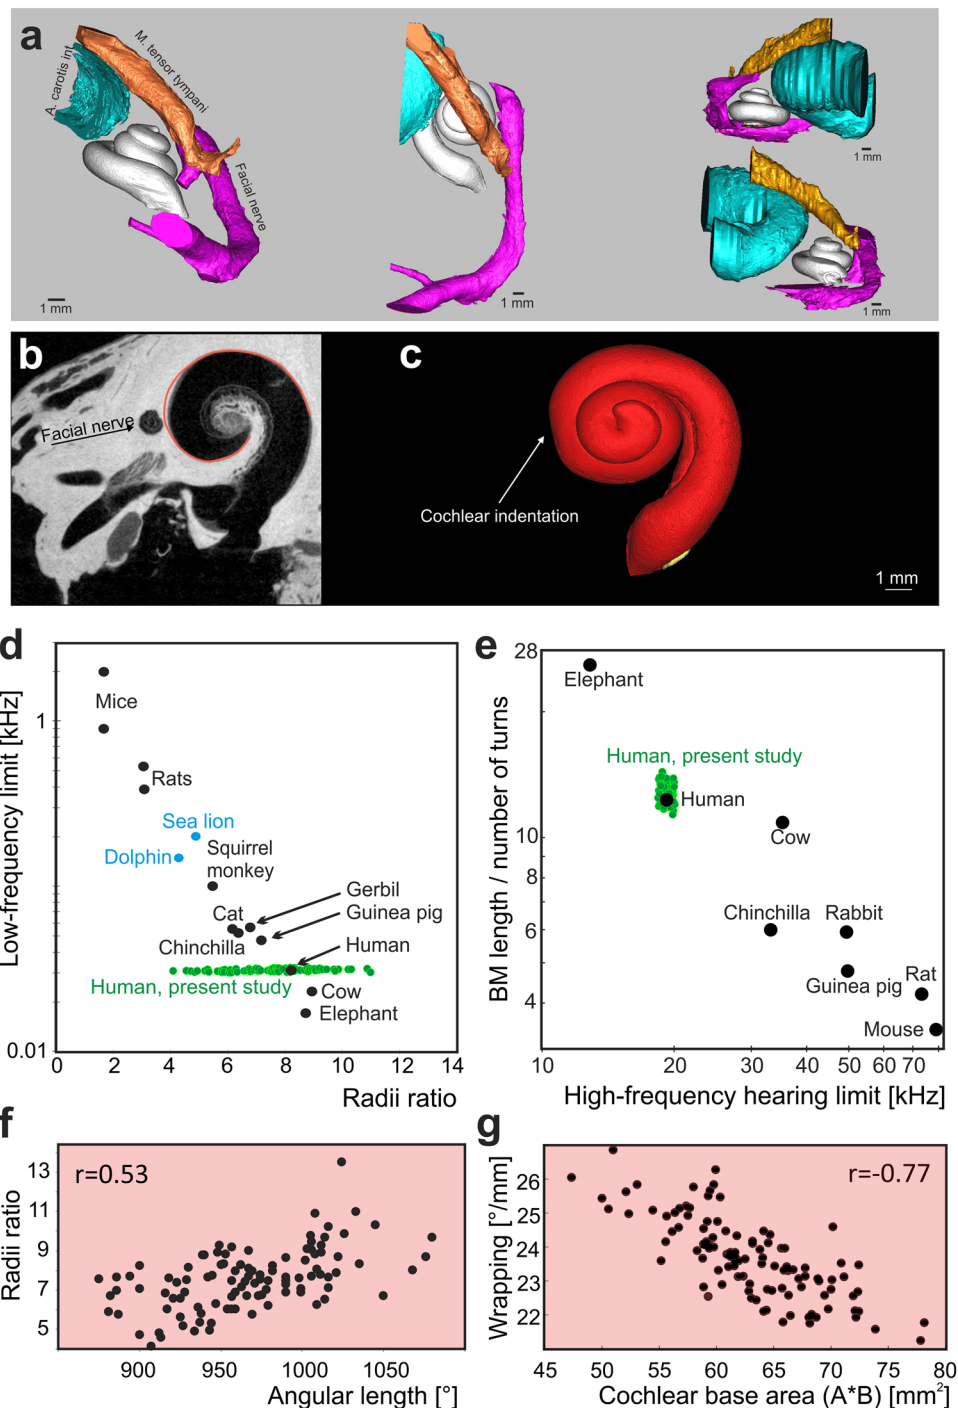 a
A. carotis int.
M. tensor tympani
Facial nerve
1 mm
1 mm
1 mm
1 mm
b
Facial nerve
c
Cochlear indentation
1 mm
d
Low-frequency limit [kHz]
1
0.01
Mice
Rats
Sea lion
Dolphin
Squirrel
monkey
Cat
Gerbil
Guinea pig
Chinchilla
Human
Human, present study
Cow
Elephant
0 2 4 6 8 10 12 14
Radii ratio
e
BM length / number of turns
28
10
8
6
4
Elephant
Human, present study
Human
Cow
Chinchilla
Rabbit
Guinea pig
Rat
Mouse
10 20 30 40 50 60 70
High-frequency hearing limit [kHz]
f
Radii ratio
13
11
9
7
5
r=0.53
900 950 1000 1050
Angular length [°]
g
Wrapping [°/mm]
26
25
24
23
22
r=-0.77
45 50 55 60 65 70 75 80
Cochlear base area (A*B) [mm²]